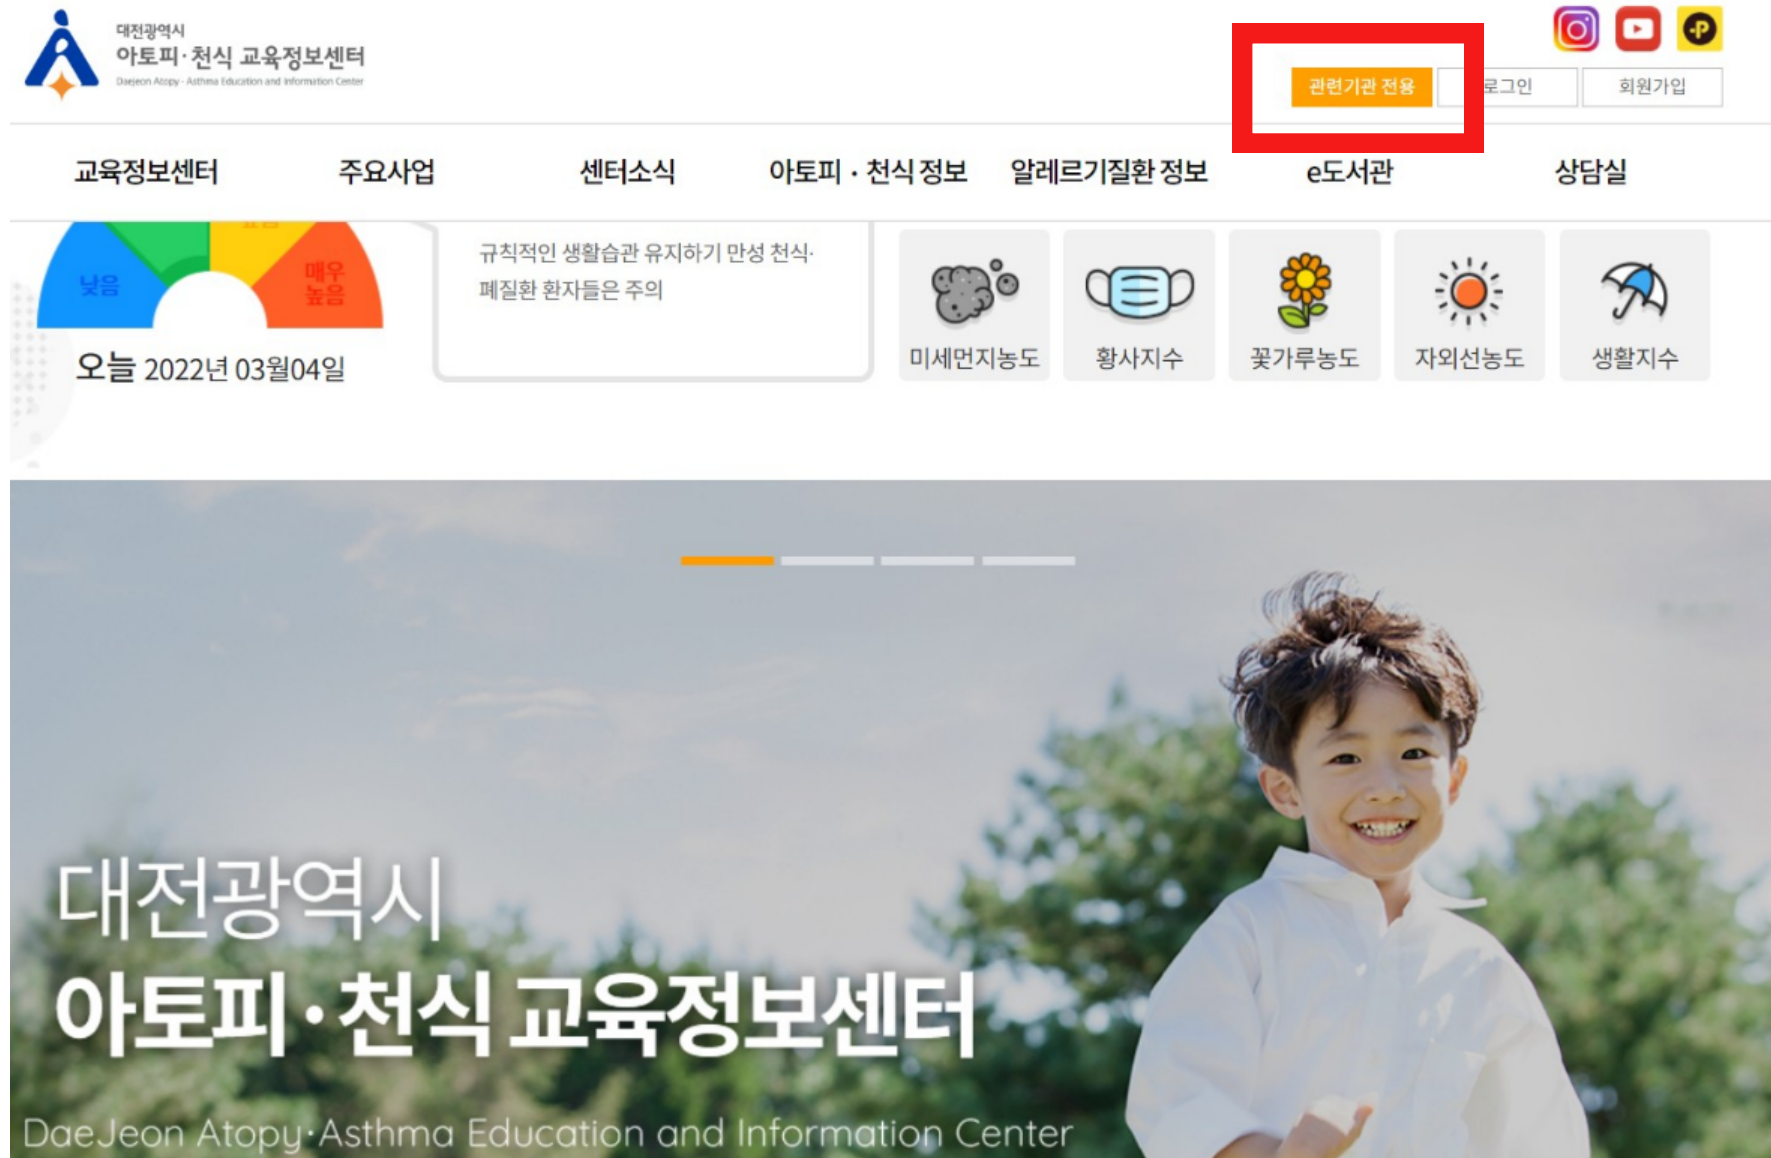 대전광역시
아토피·천식 교육정보센터
Daejeon Atopy - Asthma Education and Information Center
관련기관 전용
로그인
회원가입
교육정보센터
주요사업
센터소식
아토피·천식 정보
알레르기질환 정보
e도서관
상담실
낮음
높음
매우
높음
오늘 2022년 03월04일
규칙적인 생활습관 유지하기 만성 천식·
폐질환 환자들은 주의
미세먼지농도
황사지수
꽃가루농도
자외선농도
생활지수
대전광역시
아토피·천식 교육정보센터
DaeJeon Atopy·Asthma Education and Information Center